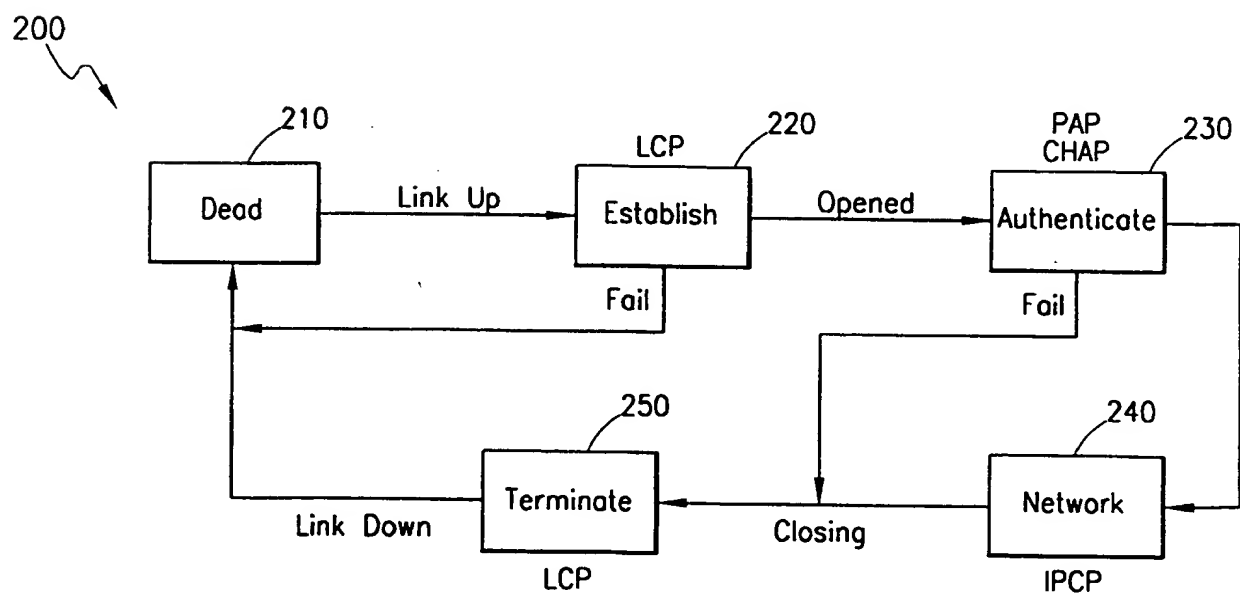 200
210
220
230
LCP
PAP
CHAP
Dead
Link Up
Establish
Opened
Authenticate
Fail
Fail
250
240
Terminate
Network
Link Down
Closing
LCP
IPCP